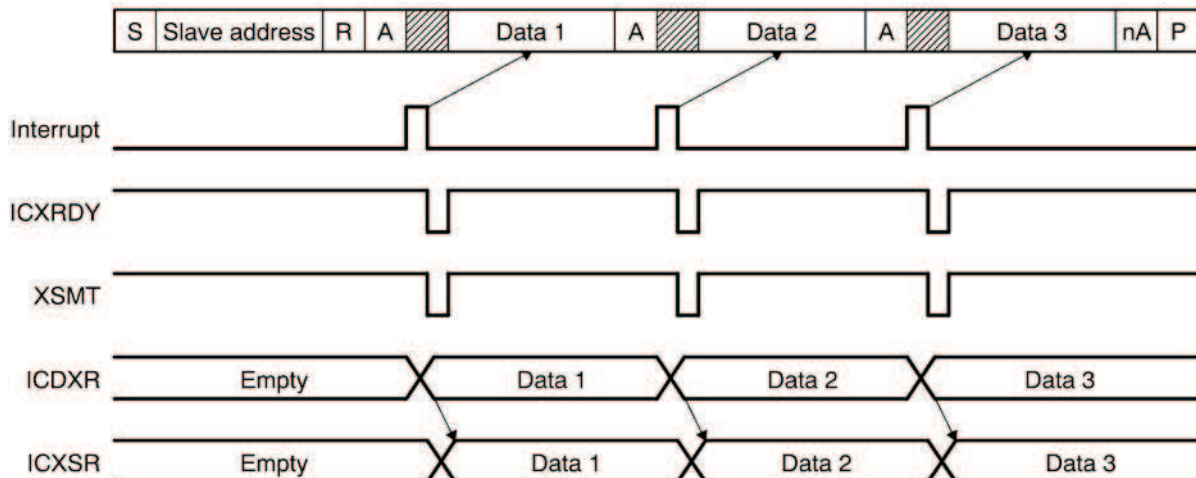 S Slave address R A Data 1 A Data 2 A Data 3 nA P
Interrupt
ICXRDY
XSMT
ICDXR Empty Data 1 Data 2 Data 3
ICXSR Empty Data 1 Data 2 Data 3